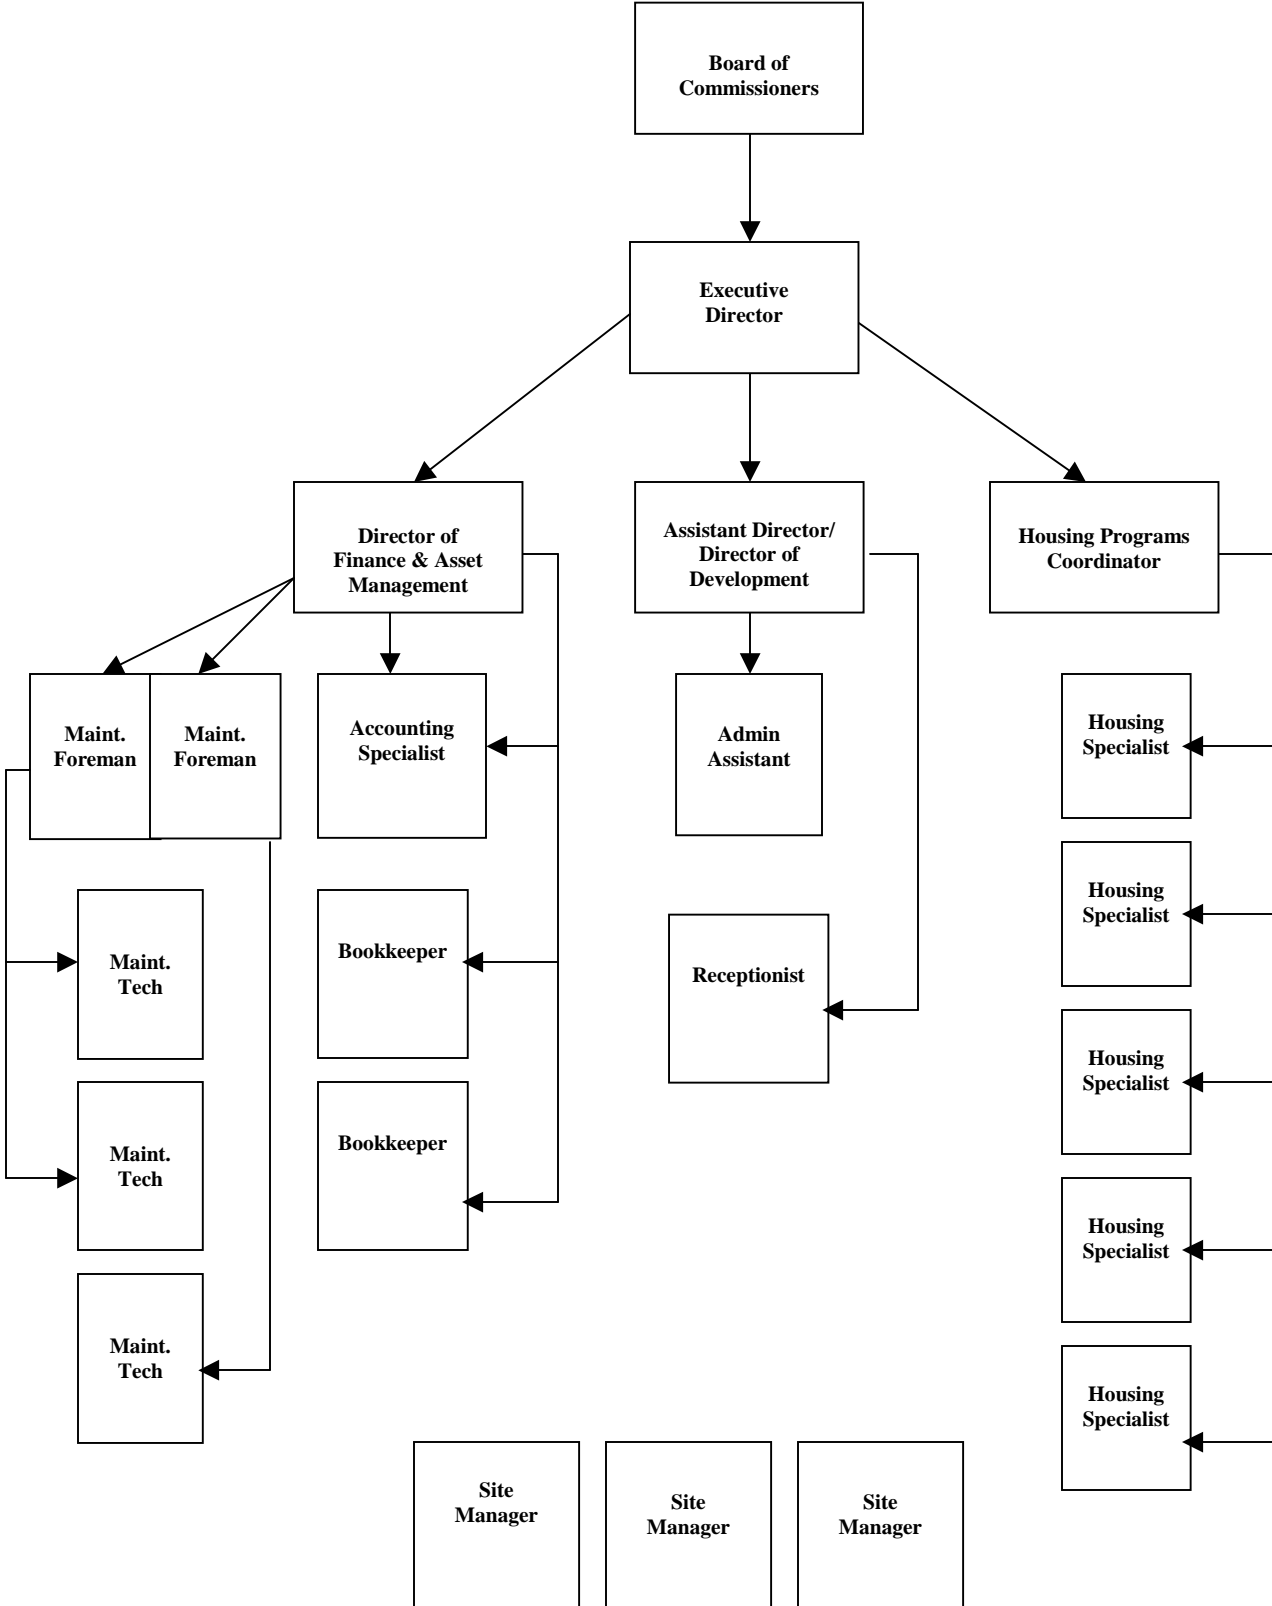 Board of
Commissioners
Executive
Director
Director of
Finance & Asset
Management
Assistant Director/
Director of
Development
Housing Programs
Coordinator
Maint.
Foreman
Maint.
Foreman
Accounting
Specialist
Admin
Assistant
Housing
Specialist
Housing
Specialist
Maint.
Tech
Bookkeeper
Receptionist
Housing
Specialist
Maint.
Tech
Bookkeeper
Housing
Specialist
Maint.
Tech
Housing
Specialist
Site
Manager
Site
Manager
Site
Manager